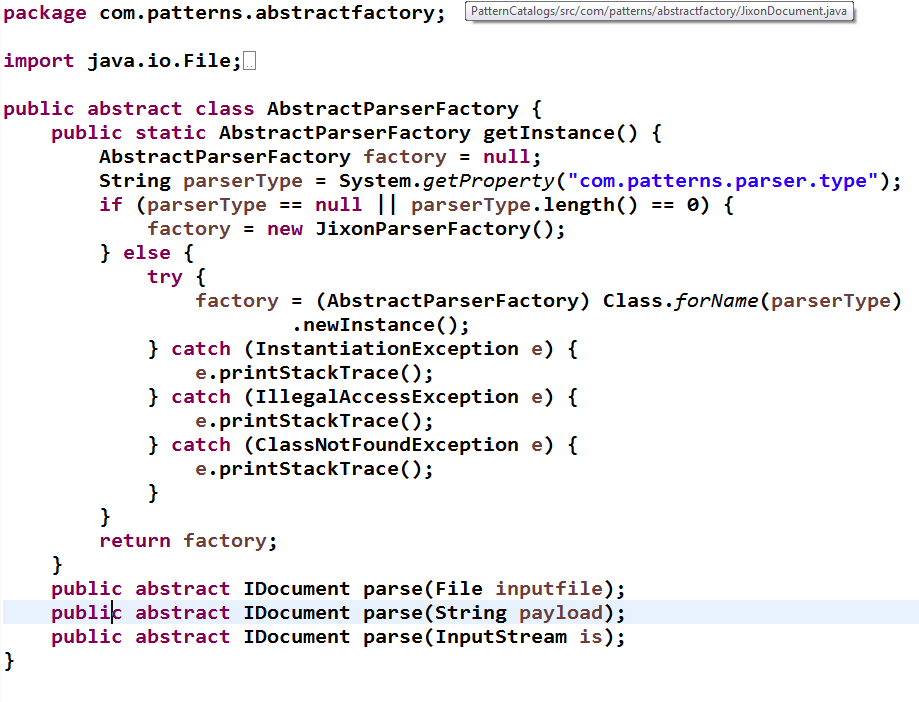 package com.patterns.abstractfactory;
PatternCatalogs/src/com/patterns/abstractfactory/JixonDocument.java
import java.io.File;
public abstract class AbstractParserFactory {
    public static AbstractParserFactory getInstance() {
        AbstractParserFactory factory = null;
        String parserType = System.getProperty("com.patterns.parser.type");
        if (parserType == null || parserType.length() == 0) {
            factory = new JixonParserFactory();
        } else {
            try {
                factory = (AbstractParserFactory) Class.forName(parserType)
                        .newInstance();
            } catch (InstantiationException e) {
                e.printStackTrace();
            } catch (IllegalAccessException e) {
                e.printStackTrace();
            } catch (ClassNotFoundException e) {
                e.printStackTrace();
            }
        }
        return factory;
    }
    public abstract IDocument parse(File inputfile);
    public abstract IDocument parse(String payload);
    public abstract IDocument parse(InputStream is);
}